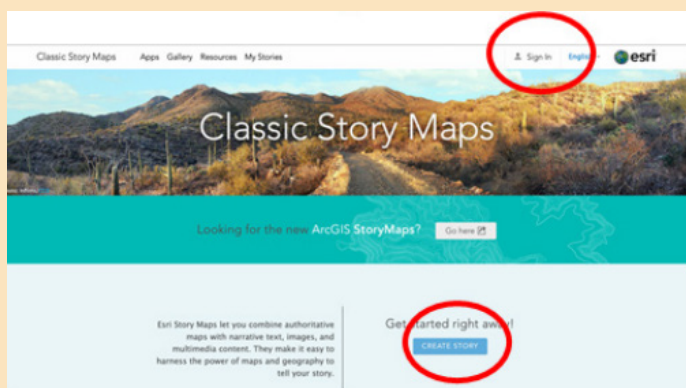 Classic Story Maps Apps Gallery Resources My Stories Sign In English esri
Classic Story Maps
Looking for the new ArcGIS StoryMaps? Go here
Esri Story Maps let you combine authoritative
maps with narrative text, images, and
multimedia content. They make it easy to
harness the power of maps and geography to
tell your story.
Get started right away!
CREATE STORY